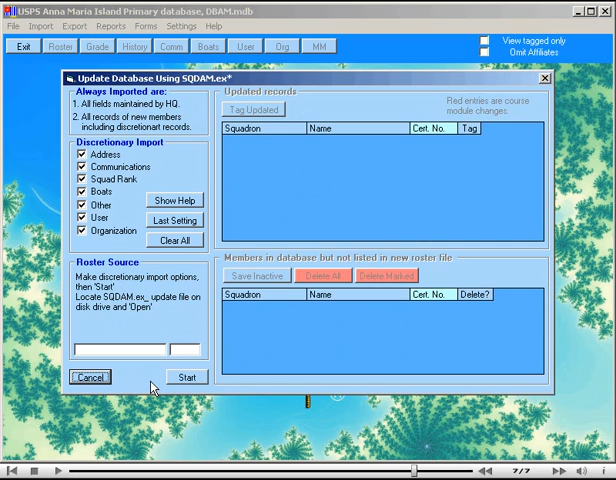 USPS Anna Maria Island Primary database, DBAM.mdb
File Import Export Reports Forms Settings Help
Exit Roster Grade History Comm Boats User Org MM
View tagged only
Omit Affiliates
Update Database Using SQDAM.ex*
Always Imported are:
1. All fields maintained by HQ.
2. All records of new members
including discretionart records.
Discretionary Import
Address
Communications
Squad Rank
Boats
Other
User
Organization
Show Help
Last Setting
Clear All
Roster Source
Make discretionary import options,
then 'Start'
Locate SQDAM.ex_ update file on
disk drive and 'Open'
Cancel
Start
Updated records
Tag Updated
Red entries are course
module changes.
Squadron Name Cert. No. Tag
Members in database but not listed in new roster file
Save Inactive Delete All Delete Marked
Squadron Name Cert. No. Delete?
7/7